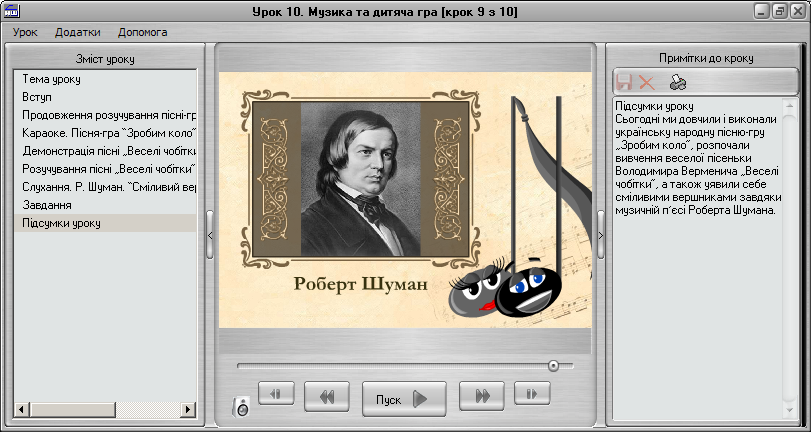 Урок 10. Музика та дитяча гра [крок 9 з 10]
Урок Додатки Допомога
Зміст уроку
Тема уроку
Вступ
Продовження розучування пісні-гр
Караоке. Пісня-гра "Зробим коло"
Демонстрація пісні „Веселі чобітки
Розучування пісні „Веселі чобітки"
Слухання. Р. Шуман. "Сміливий вер
Завдання
Підсумки уроку
Роберт Шуман
Пуск
Примітки до кроку
Підсумки уроку
Сьогодні ми довчили і виконали
українську народну пісню-гру
„Зробим коло", розпочали
вивчення веселої пісеньки
Володимира Верменича „Веселі
чобітки", а також уявили себе
сміливими вершниками завдяки
музичній п'єсі Роберта Шумана.